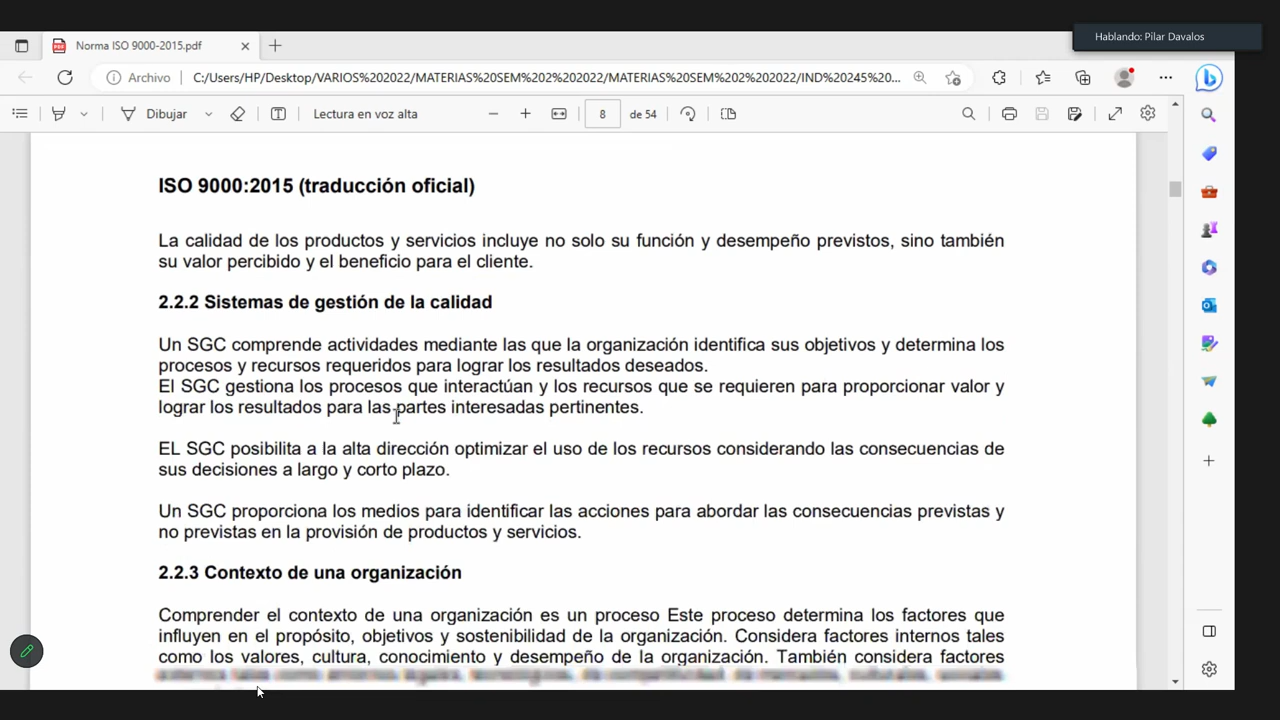 Hablando: Pilar Davalos
Norma ISO 9000-2015.pdf
Archivo
C:/Users/HP/Desktop/VARIOS%202022/MATERIAS%20SEM%202%202022/MATERIAS%20SEM%202%202022/IND%20245%20...
Dibujar
Lectura en voz alta
8
de 54
ISO 9000:2015 (traducción oficial)
La calidad de los productos y servicios incluye no solo su función y desempeño previstos, sino también
su valor percibido y el beneficio para el cliente.
2.2.2 Sistemas de gestión de la calidad
Un SGC comprende actividades mediante las que la organización identifica sus objetivos y determina los
procesos y recursos requeridos para lograr los resultados deseados.
El SGC gestiona los procesos que interactúan y los recursos que se requieren para proporcionar valor y
lograr los resultados para las partes interesadas pertinentes.
EL SGC posibilita a la alta dirección optimizar el uso de los recursos considerando las consecuencias de
sus decisiones a largo y corto plazo.
Un SGC proporciona los medios para identificar las acciones para abordar las consecuencias previstas y
no previstas en la provisión de productos y servicios.
2.2.3 Contexto de una organización
Comprender el contexto de una organización es un proceso Este proceso determina los factores que
influyen en el propósito, objetivos y sostenibilidad de la organización. Considera factores internos tales
como los valores, cultura, conocimiento y desempeño de la organización. También considera factores